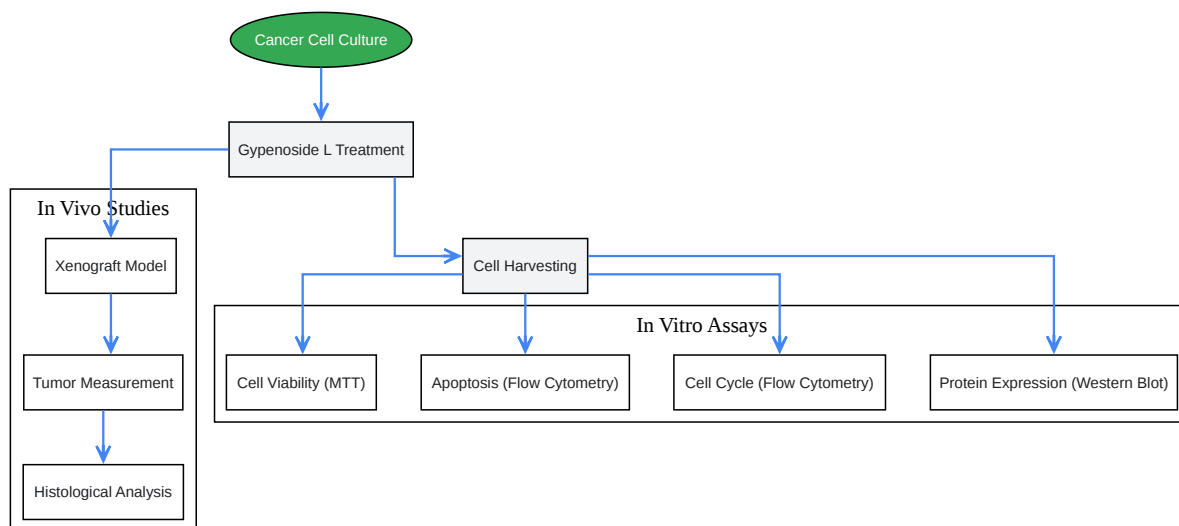 Cancer Cell Culture
Gypenoside L Treatment
In Vivo Studies
Xenograft Model
Cell Harvesting
In Vitro Assays
Tumor Measurement
Cell Viability (MTT)
Apoptosis (Flow Cytometry)
Cell Cycle (Flow Cytometry)
Protein Expression (Western Blot)
Histological Analysis